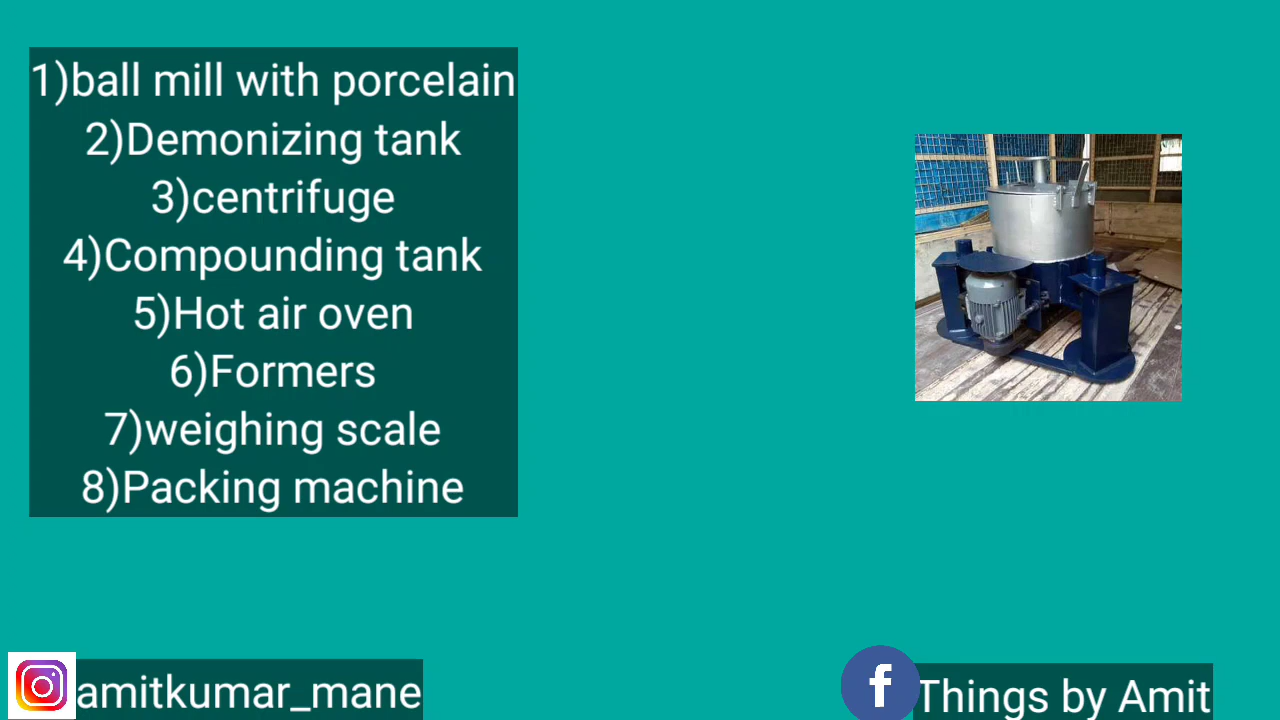 1)ball mill with porcelain
2)Demonizing tank
3)centrifuge
4)Compounding tank
5)Hot air oven
6)Formers
7)weighing scale
8)Packing machine
amitkumar_mane
f Things by Amit